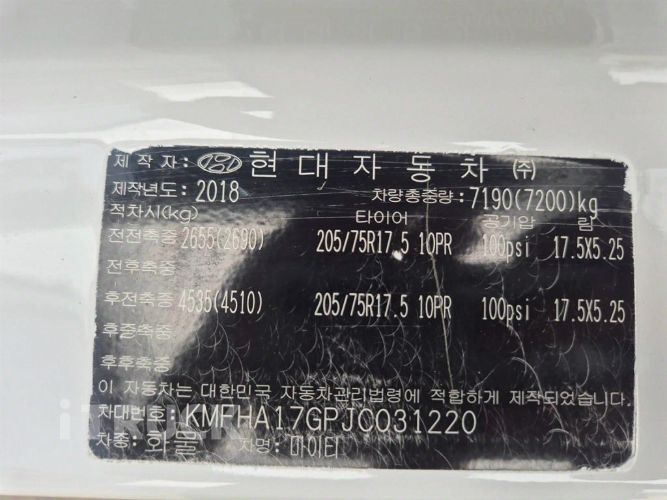 제작자: 현대자동차 (주)
제작년도: 2018 차량총중량: 7190(7200)kg
적차시(kg) 타이어 공기압 림
전전축중 2655(2690) 205/75R17.5 10PR 100psi 17.5X5.25
전후축중
후전축중 4535(4510) 205/75R17.5 10PR 100psi 17.5X5.25
후중축중
후후축중
이 자동차는 대한민국 자동차관리법령에 적합하게 제작되었습니다.
차대번호: KMFHA17GPJC031220
차종: 화물 차명: 마이티